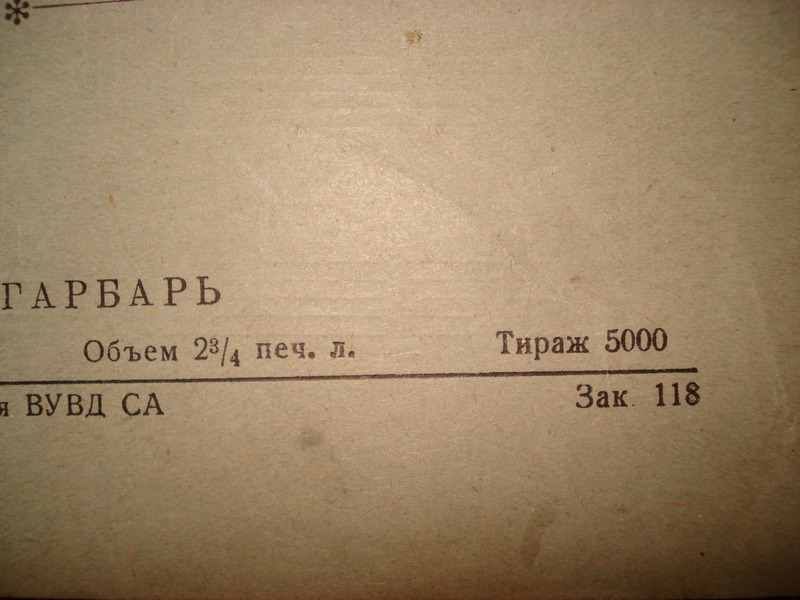 ГАРБАРЬ
Объем 2³/₄ печ. л. Тираж 5000
я ВУВД СА Зак. 118